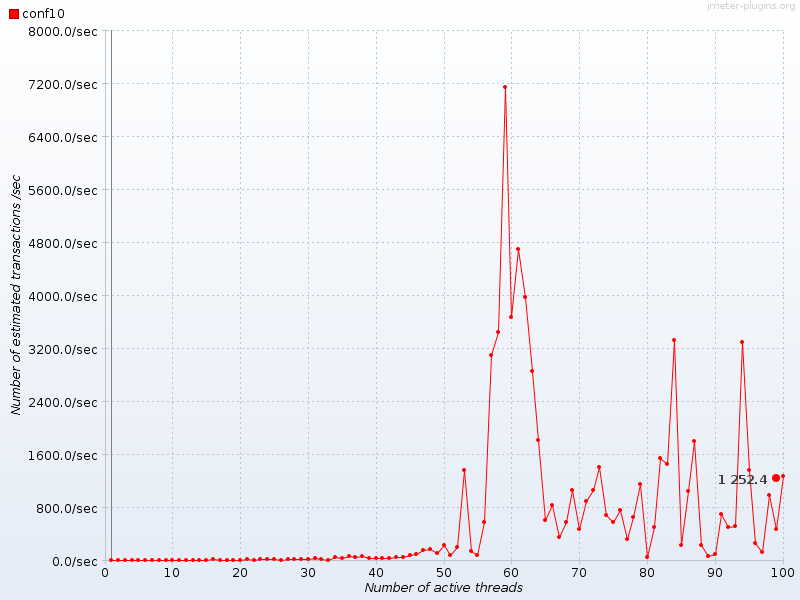 conf10
jmeter-plugins.org
8000.0/sec
7200.0/sec
6400.0/sec
5600.0/sec
4800.0/sec
4000.0/sec
3200.0/sec
2400.0/sec
1600.0/sec
800.0/sec
0.0/sec
Number of estimated transactions /sec
1 252.4
0 10 20 30 40 50 60 70 80 90 100
Number of active threads